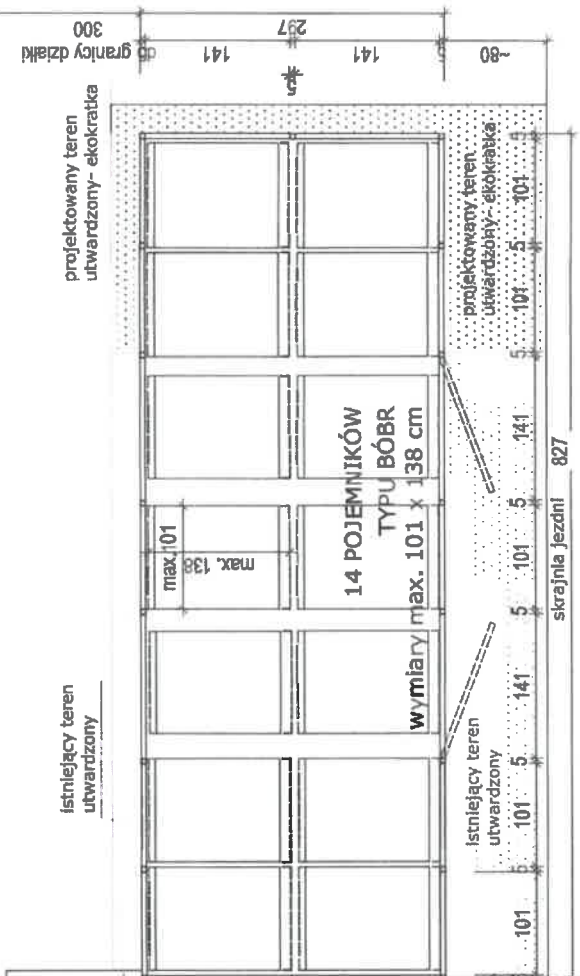 300
granicy działki
297
141
141
5
~80
projektowany teren
utwardzony- ekokratka
projektowany teren
utwardzony- ekokratka
5
101
5
101
5
141
5
101
5
141
5
101
5
101
827
skrajnia jezdni
max.101
max. 138
14 POJEMNIKÓW
TYPU BÓBR
wymiary max. 101 x 138 cm
istniejący teren
utwardzony
istniejący teren
utwardzony